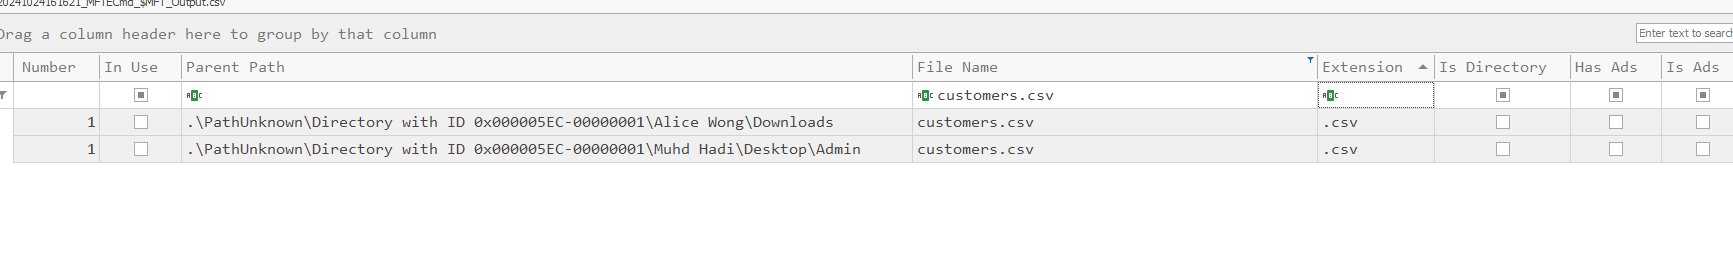 20241024161621_MFTECmd_$MFT_Output.csv
Drag a column header here to group by that column
Enter text to search
Number In Use Parent Path File Name Extension Is Directory Has Ads Is Ads
ABC ABC customers.csv ABC
1 .\PathUnknown\Directory with ID 0x000005EC-00000001\Alice Wong\Downloads customers.csv .csv
1 .\PathUnknown\Directory with ID 0x000005EC-00000001\Muhd Hadi\Desktop\Admin customers.csv .csv